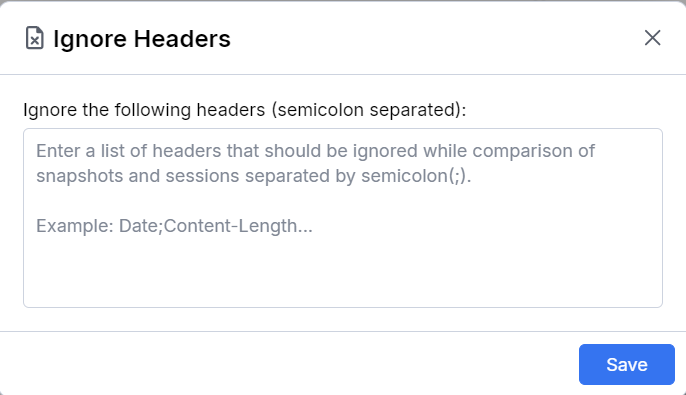 Ignore Headers
Ignore the following headers (semicolon separated):
Enter a list of headers that should be ignored while comparison of
snapshots and sessions separated by semicolon(;).
Example: Date;Content-Length...
Save